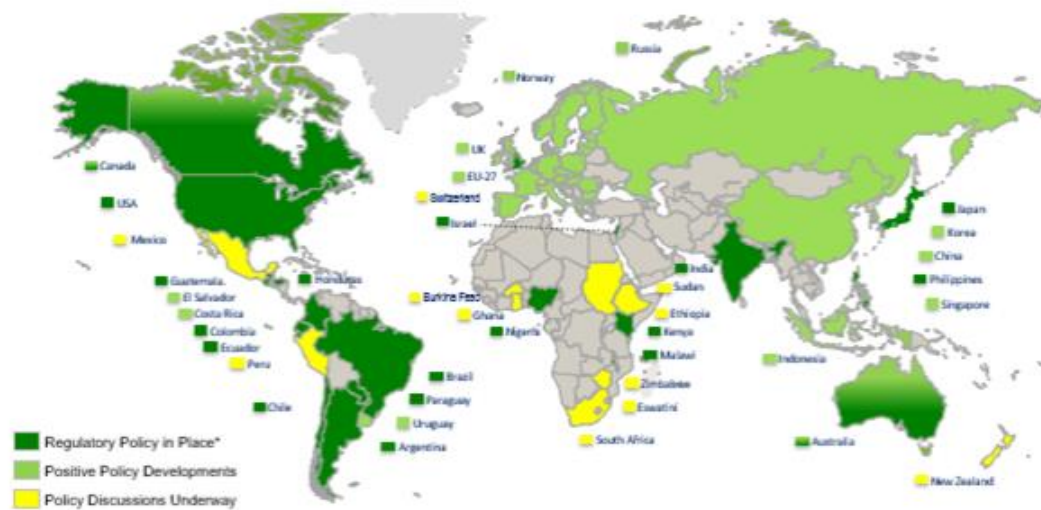 Russia
Norway
UK
EU-27
Switzerland
Israel
Canada
USA
Mexico
Guatemala
Honduras
El Salvador
Costa Rica
Colombia
Ecuador
Peru
Chile
Brazil
Paraguay
Uruguay
Argentina
Burkina Faso
Ghana
Nigeria
India
Sudan
Ethiopia
Kenya
Malawi
Zimbabwe
Eswatini
South Africa
Japan
Korea
China
Philippines
Singapore
Indonesia
Australia
New Zealand
Regulatory Policy in Place*
Positive Policy Developments
Policy Discussions Underway